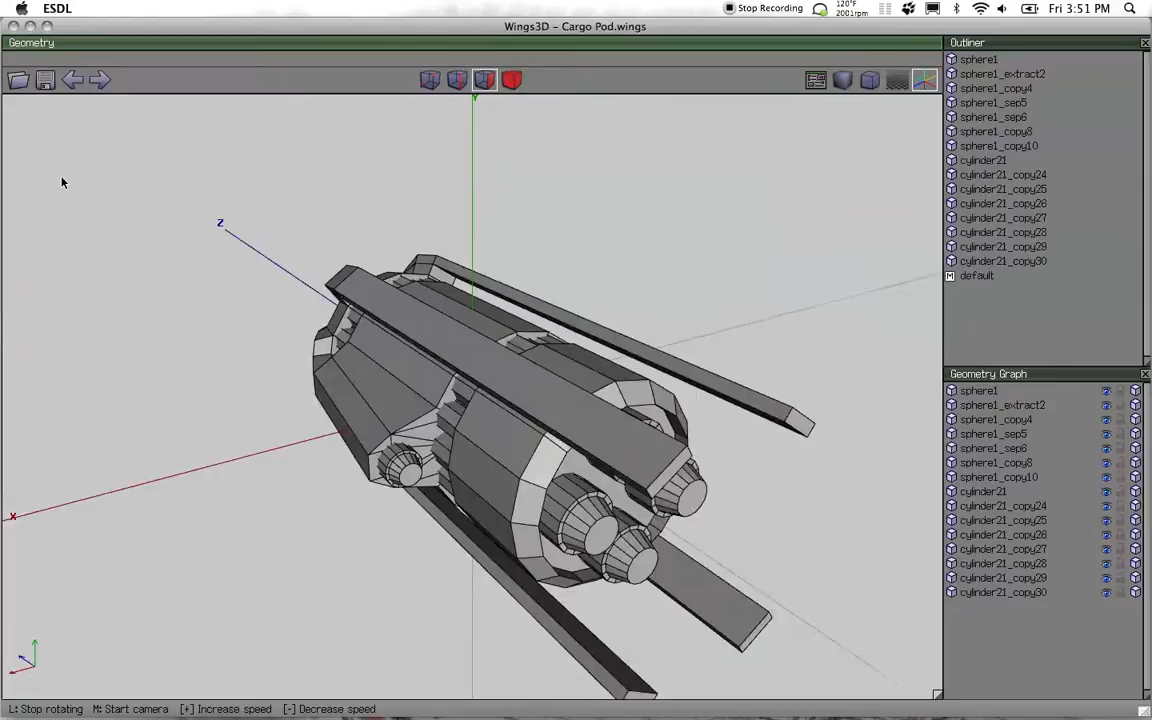 ESDL
Stop Recording
120°F
2001rpm
Fri 3:51 PM
Wings3D - Cargo Pod.wings
Geometry
Outliner
sphere1
sphere1_extract2
sphere1_copy4
sphere1_sep5
sphere1_sep6
sphere1_copy8
sphere1_copy10
cylinder21
cylinder21_copy24
cylinder21_copy25
cylinder21_copy26
cylinder21_copy27
cylinder21_copy28
cylinder21_copy29
cylinder21_copy30
M default
Y
Z
X
Geometry Graph
sphere1
sphere1_extract2
sphere1_copy4
sphere1_sep5
sphere1_sep6
sphere1_copy8
sphere1_copy10
cylinder21
cylinder21_copy24
cylinder21_copy25
cylinder21_copy26
cylinder21_copy27
cylinder21_copy28
cylinder21_copy29
cylinder21_copy30
L: Stop rotating M: Start camera [+] Increase speed [-] Decrease speed